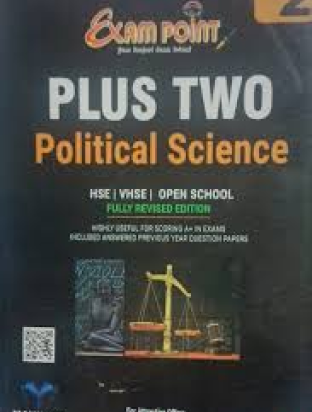 2
EXAM POINT
PLUS TWO
Political Science
HSE | VHSE | OPEN SCHOOL
FULLY REVISED EDITION
HIGHLY USEFUL FOR SCORING A+ IN EXAMS
INCLUDED ANSWERED PREVIOUS YEAR QUESTION PAPERS